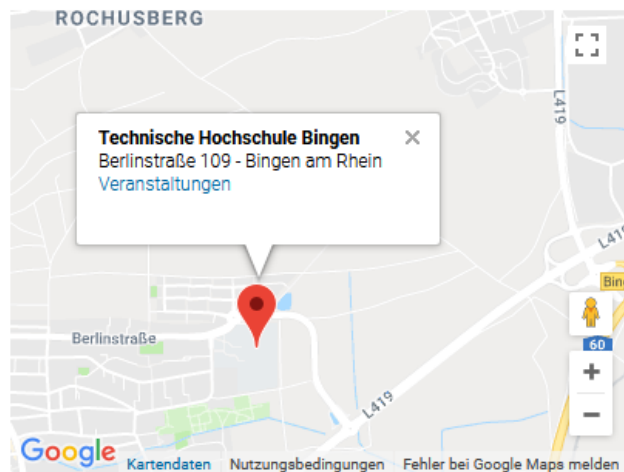 ROCHUSBERG
L419
Technische Hochschule Bingen
Berlinstraße 109 - Bingen am Rhein
Veranstaltungen
L419
Bin
Berlinstraße
60
L419
Google
Kartendaten
Nutzungsbedingungen
Fehler bei Google Maps melden